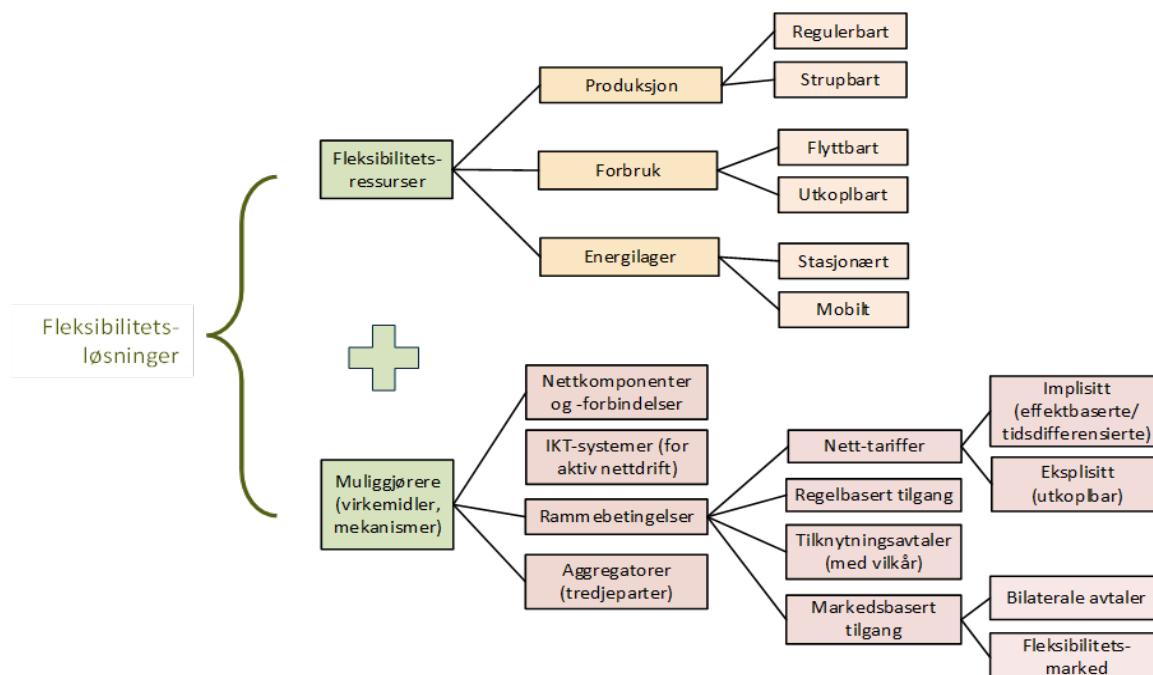 Regulerbart
Produksjon
Strupbart
Fleksibilitets-
ressurser
Flyttbart
Forbruk
Utkoplbart
Energilager
Stasjonært
Mobilt
Fleksibilitets-
løsninger
Muliggjørere
(virkemidler,
mekanismer)
Nettkomponenter
og -forbindelser
IKT-systemer (for
aktiv nettdrift)
Rammebetingelser
Aggregatorer
(tredjeparter)
Nett-tariffer
Implisitt
(effektbaserte/
tidsdifferensierte)
Eksplisitt
(utkoplbar)
Regelbasert tilgang
Tilknytningsavtaler
(med vilkår)
Markedsbasert
tilgang
Bilaterale avtaler
Fleksibilitets-
marked